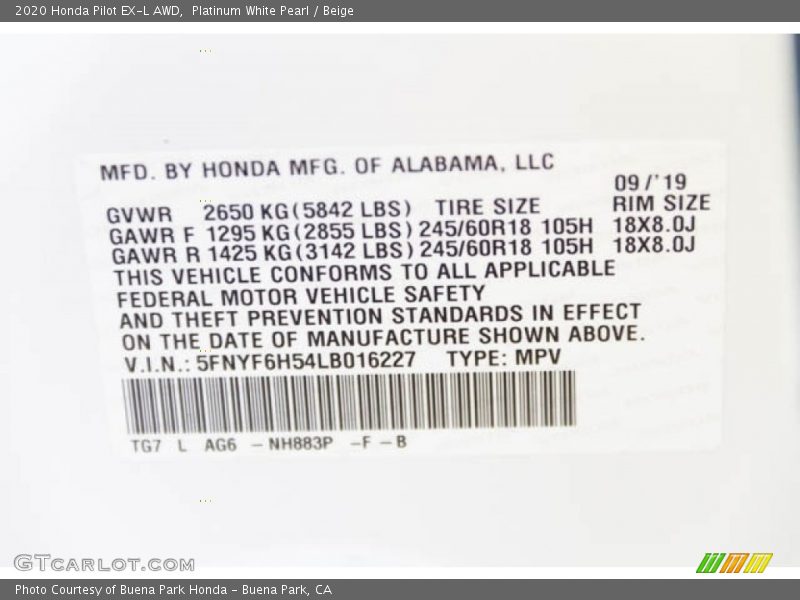 2020 Honda Pilot EX-L AWD, Platinum White Pearl / Beige
MFD. BY HONDA MFG. OF ALABAMA, LLC
09/'19
GVWR 2650 KG(5842 LBS) TIRE SIZE RIM SIZE
GAWR F 1295 KG(2855 LBS) 245/60R18 105H 18X8.0J
GAWR R 1425 KG(3142 LBS) 245/60R18 105H 18X8.0J
THIS VEHICLE CONFORMS TO ALL APPLICABLE
FEDERAL MOTOR VEHICLE SAFETY
AND THEFT PREVENTION STANDARDS IN EFFECT
ON THE DATE OF MANUFACTURE SHOWN ABOVE.
V.I.N.: 5FNYF6H54LB016227 TYPE: MPV
TG7 L AG6 - NH883P -F - B
GTCARLOT.COM
Photo Courtesy of Buena Park Honda - Buena Park, CA